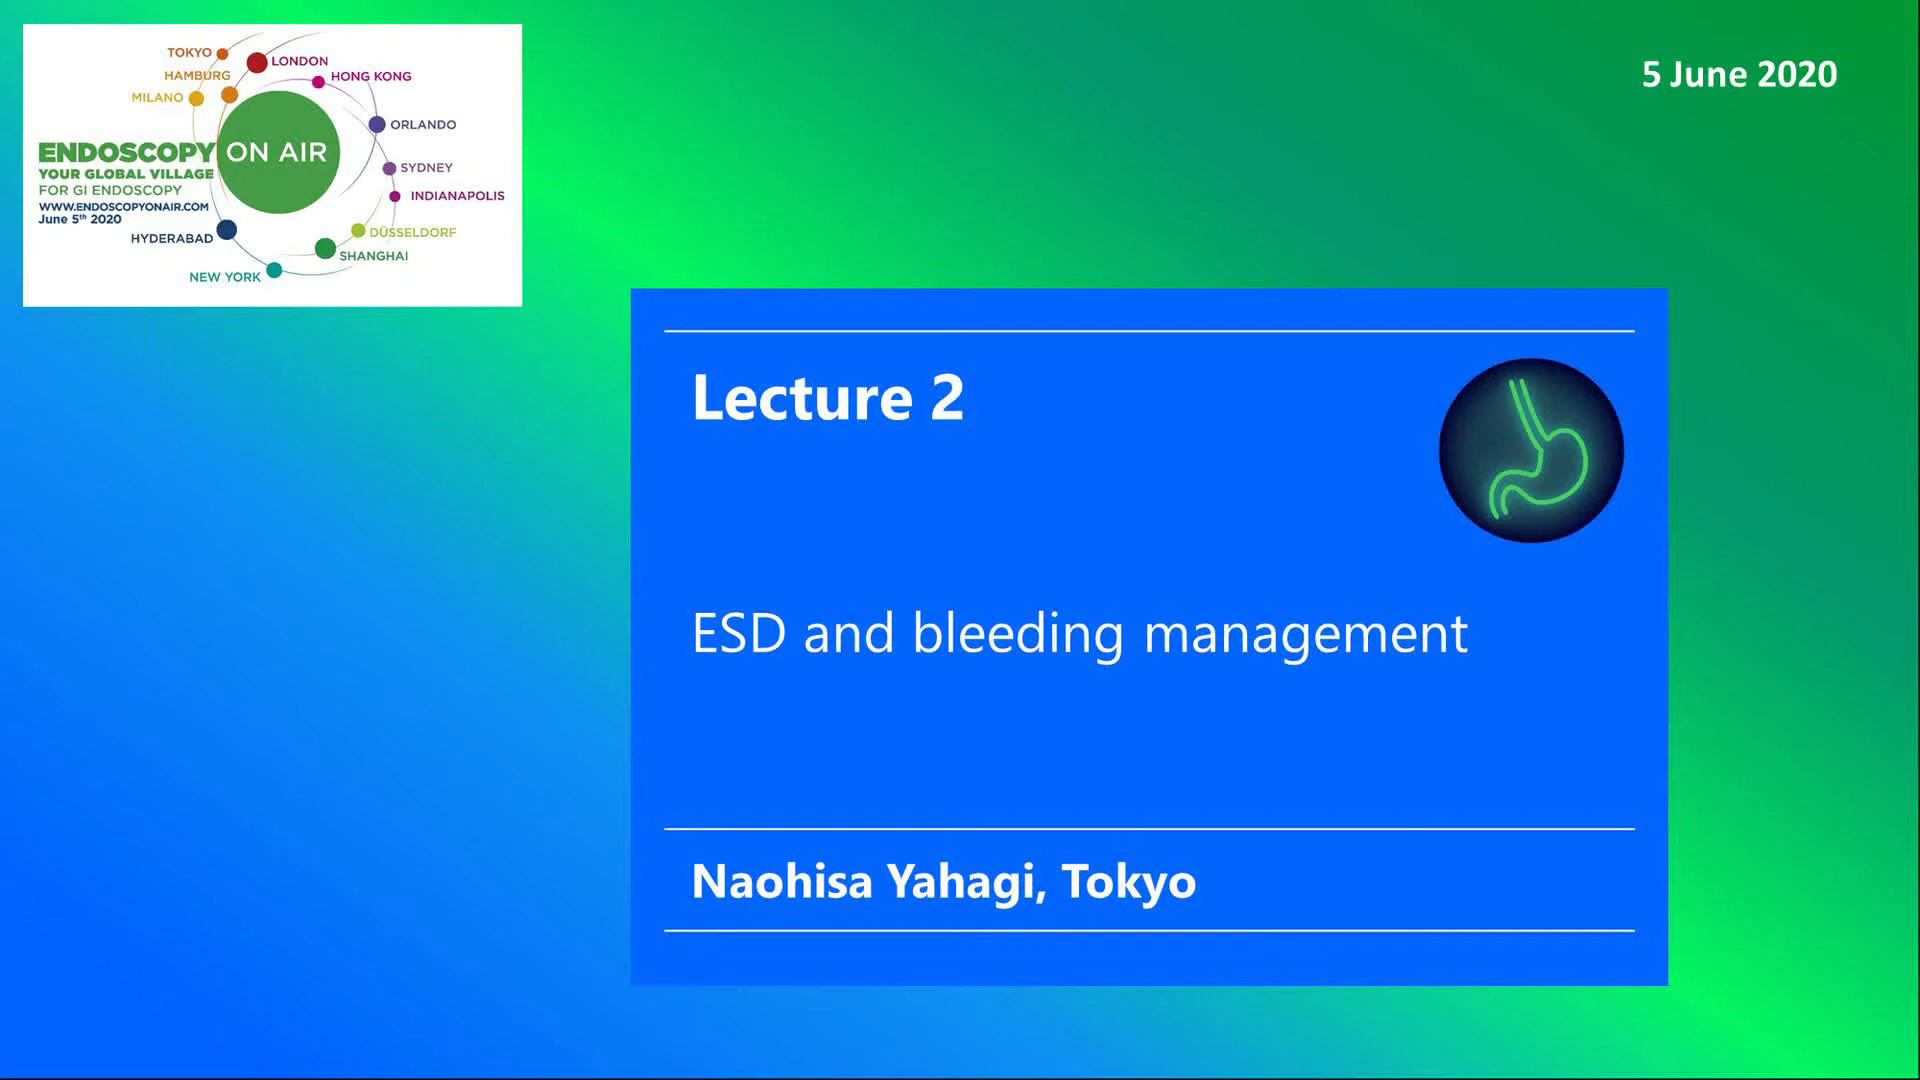 TOKYO
LONDON
HAMBURG
HONG KONG
MILANO
ORLANDO
ENDOSCOPY ON AIR
YOUR GLOBAL VILLAGE
FOR GI ENDOSCOPY
SYDNEY
INDIANAPOLIS
WWW.ENDOSCOPYONAIR.COM
June 5th 2020
HYDERABAD
DÜSSELDORF
SHANGHAI
NEW YORK
5 June 2020
Lecture 2
ESD and bleeding management
Naohisa Yahagi, Tokyo